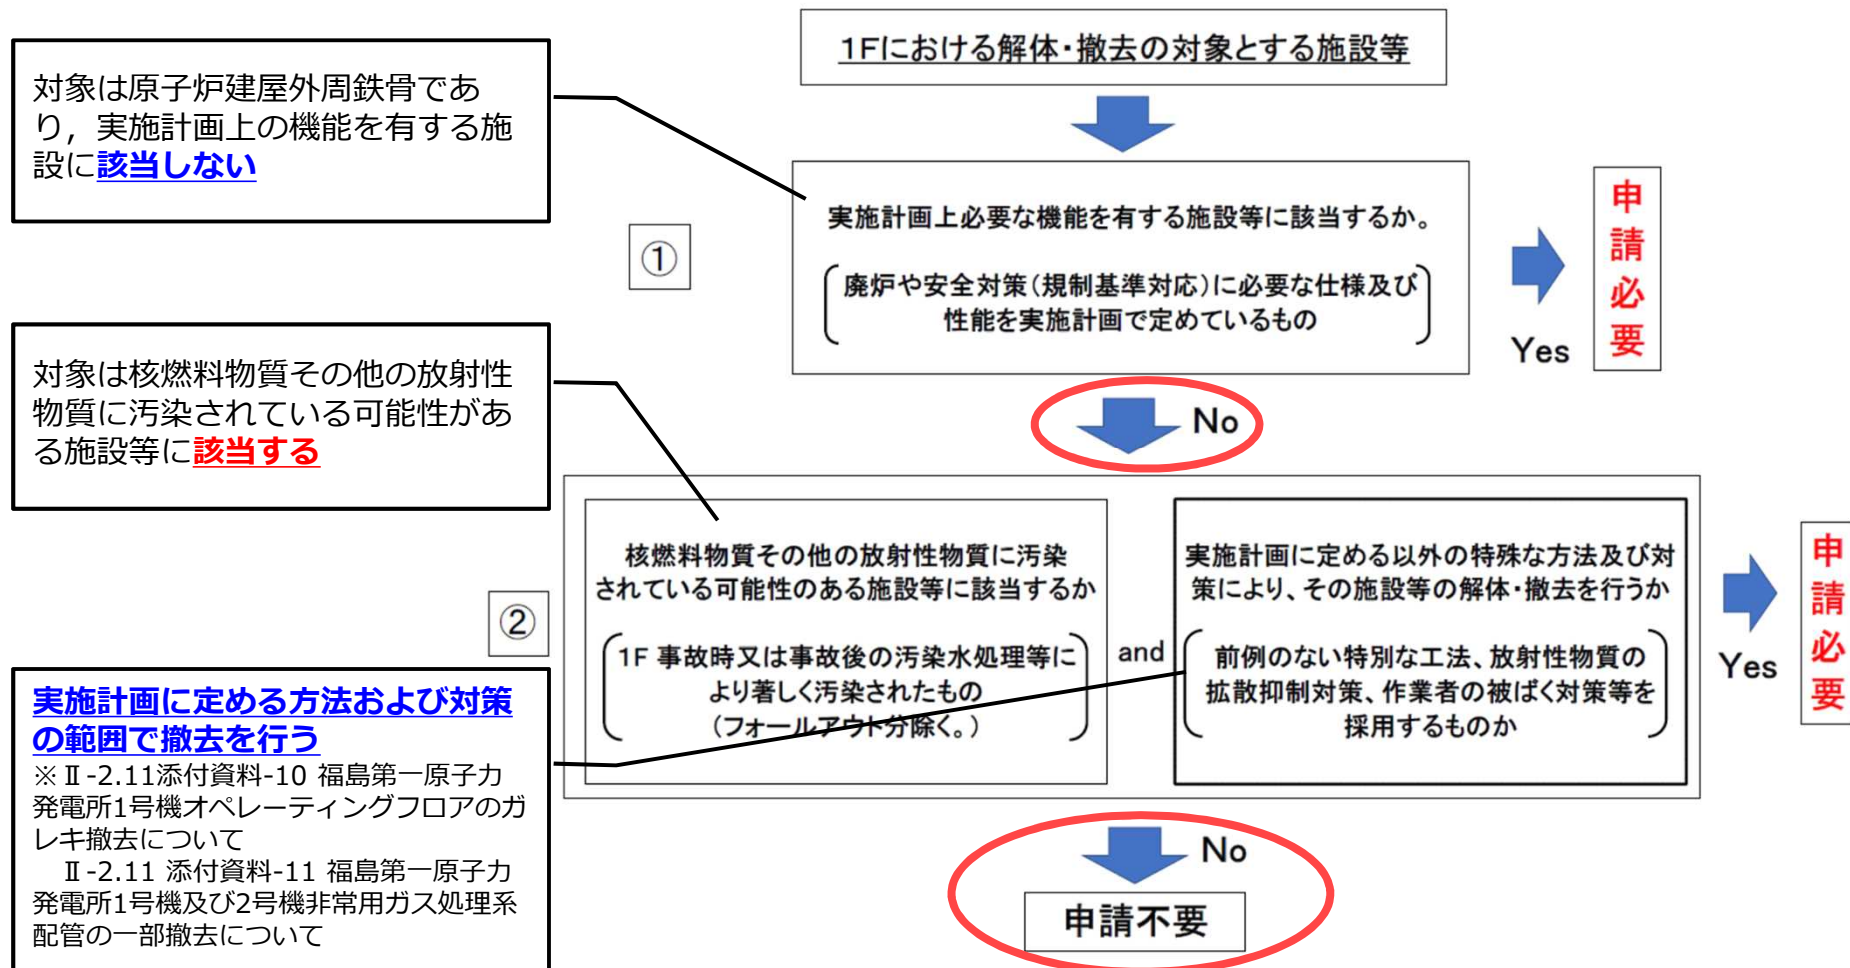 1Fにおける解体・撤去の対象とする施設等
対象は原子炉建屋外周鉄骨であ
り，実施計画上の機能を有する施
設に該当しない
①
実施計画上必要な機能を有する施設等に該当するか。
廃炉や安全対策（規制基準対応）に必要な仕様及び
性能を実施計画で定めているもの
Yes
申
請
必
要
No
対象は核燃料物質その他の放射性
物質に汚染されている可能性があ
る施設等に該当する
②
核燃料物質その他の放射性物質に汚染
されている可能性のある施設等に該当するか
1F 事故時又は事故後の汚染水処理等に
より著しく汚染されたもの
（フォールアウト分除く。）
and
実施計画に定める以外の特殊な方法及び対
策により、その施設等の解体・撤去を行うか
前例のない特別な工法、放射性物質の
拡散抑制対策、作業者の被ばく対策等を
採用するものか
Yes
申
請
必
要
実施計画に定める方法および対策
の範囲で撤去を行う
※Ⅱ-2.11添付資料-10 福島第一原子力
発電所1号機オペレーティングフロアのガ
レキ撤去について
Ⅱ-2.11 添付資料-11 福島第一原子力
発電所1号機及び2号機非常用ガス処理系
配管の一部撤去について
No
申請不要